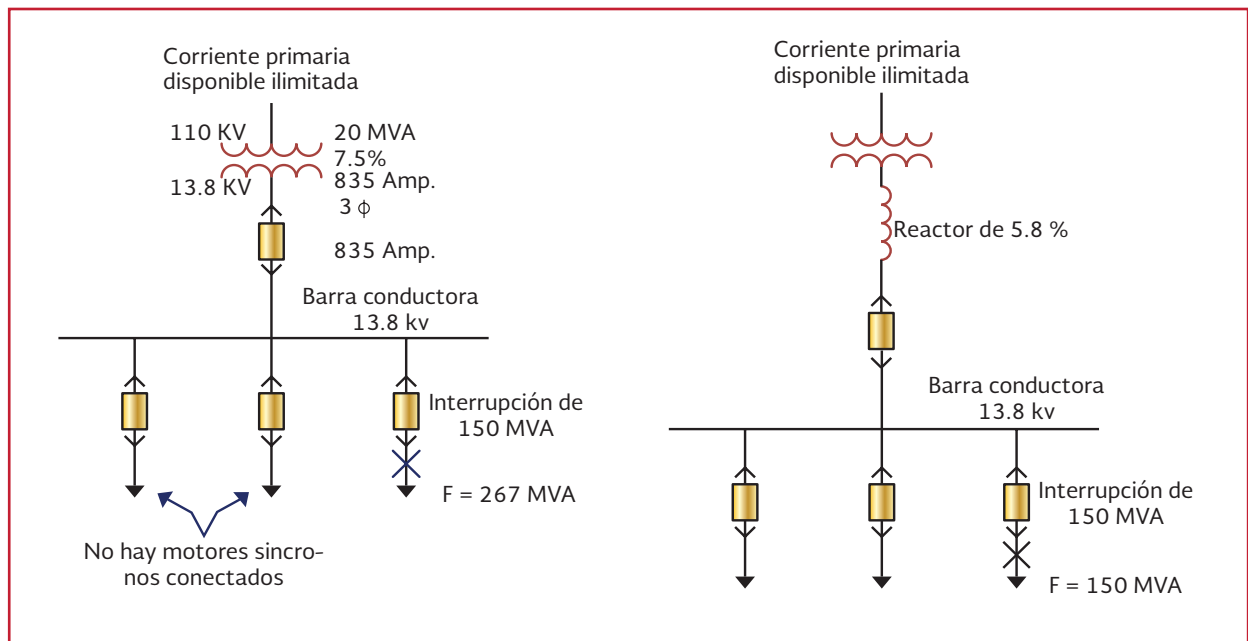 Corriente primaria
disponible ilimitada
110 KV
20 MVA
7.5%
13.8 KV
835 Amp.
3 ϕ
835 Amp.
Barra conductora
13.8 kv
Interrupción de
150 MVA
F = 267 MVA
No hay motores sincro-
nos conectados
Corriente primaria
disponible ilimitada
Reactor de 5.8 %
Barra conductora
13.8 kv
Interrupción de
150 MVA
F = 150 MVA